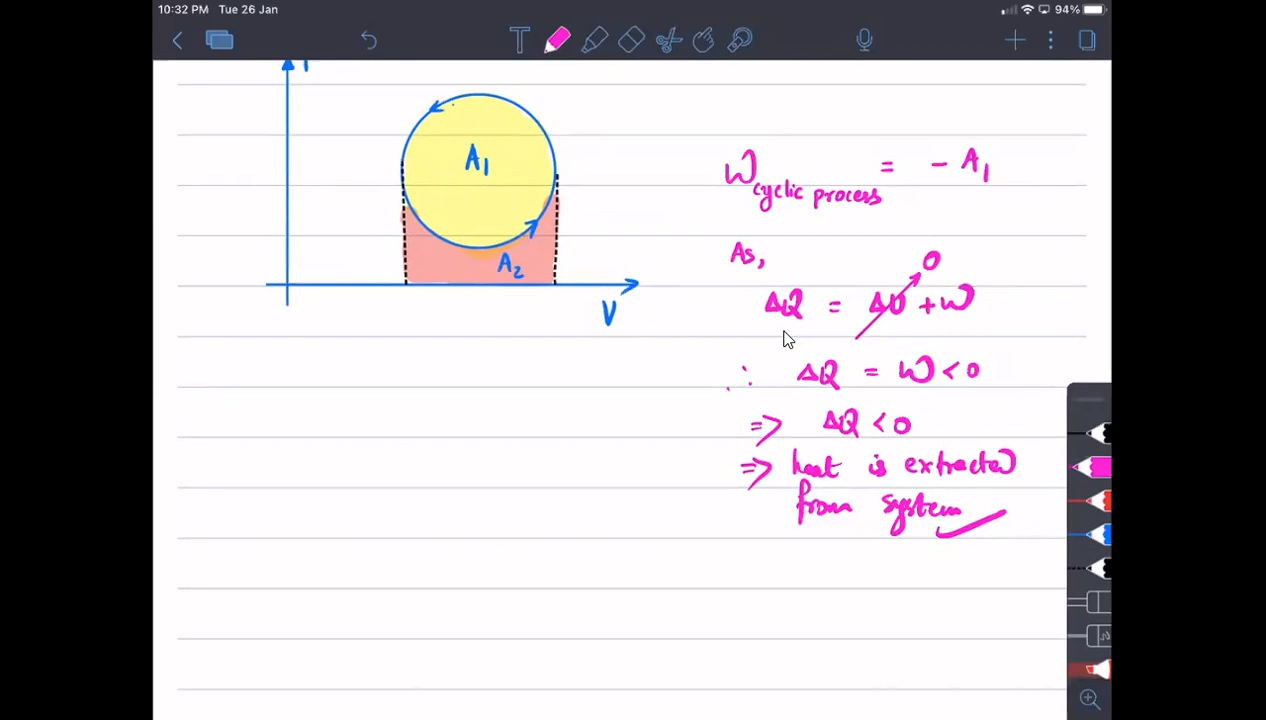 10:32 PM Tue 26 Jan
94%
T
A₁
A₂
V
W cyclic process = - A₁
As,
0
ΔQ = ΔU + W
∴ ΔQ = W < 0
=> ΔQ < 0
=> heat is extracted
from system